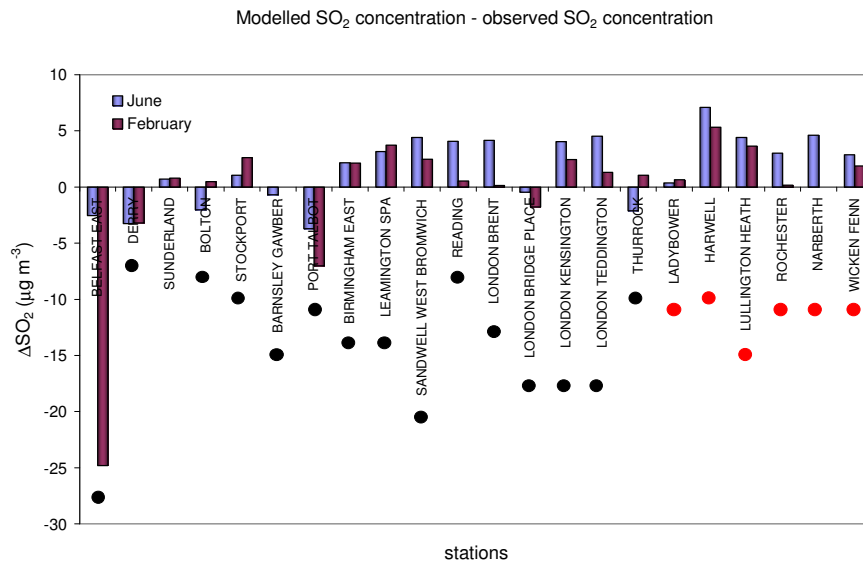 Modelled SO₂ concentration - observed SO₂ concentration
10
5
0
-5
-10
-15
-20
-25
-30
ΔSO₂ (µg m⁻³)
June
February
BELFAST EAST
DERRY
SUNDERLAND
BOLTON
STOCKPORT
BARNSLEY GAWBER
PORT TALBOT
BIRMINGHAM EAST
LEAMINGTON SPA
SANDWELL WEST BROMWICH
READING
LONDON BRENT
LONDON BRIDGE PLACE
LONDON KENSINGTON
LONDON TEDDINGTON
THURROCK
LADYBOWER
HARWELL
LULLINGTON HEATH
ROCHESTER
NARBERTH
WICKEN FENN
stations